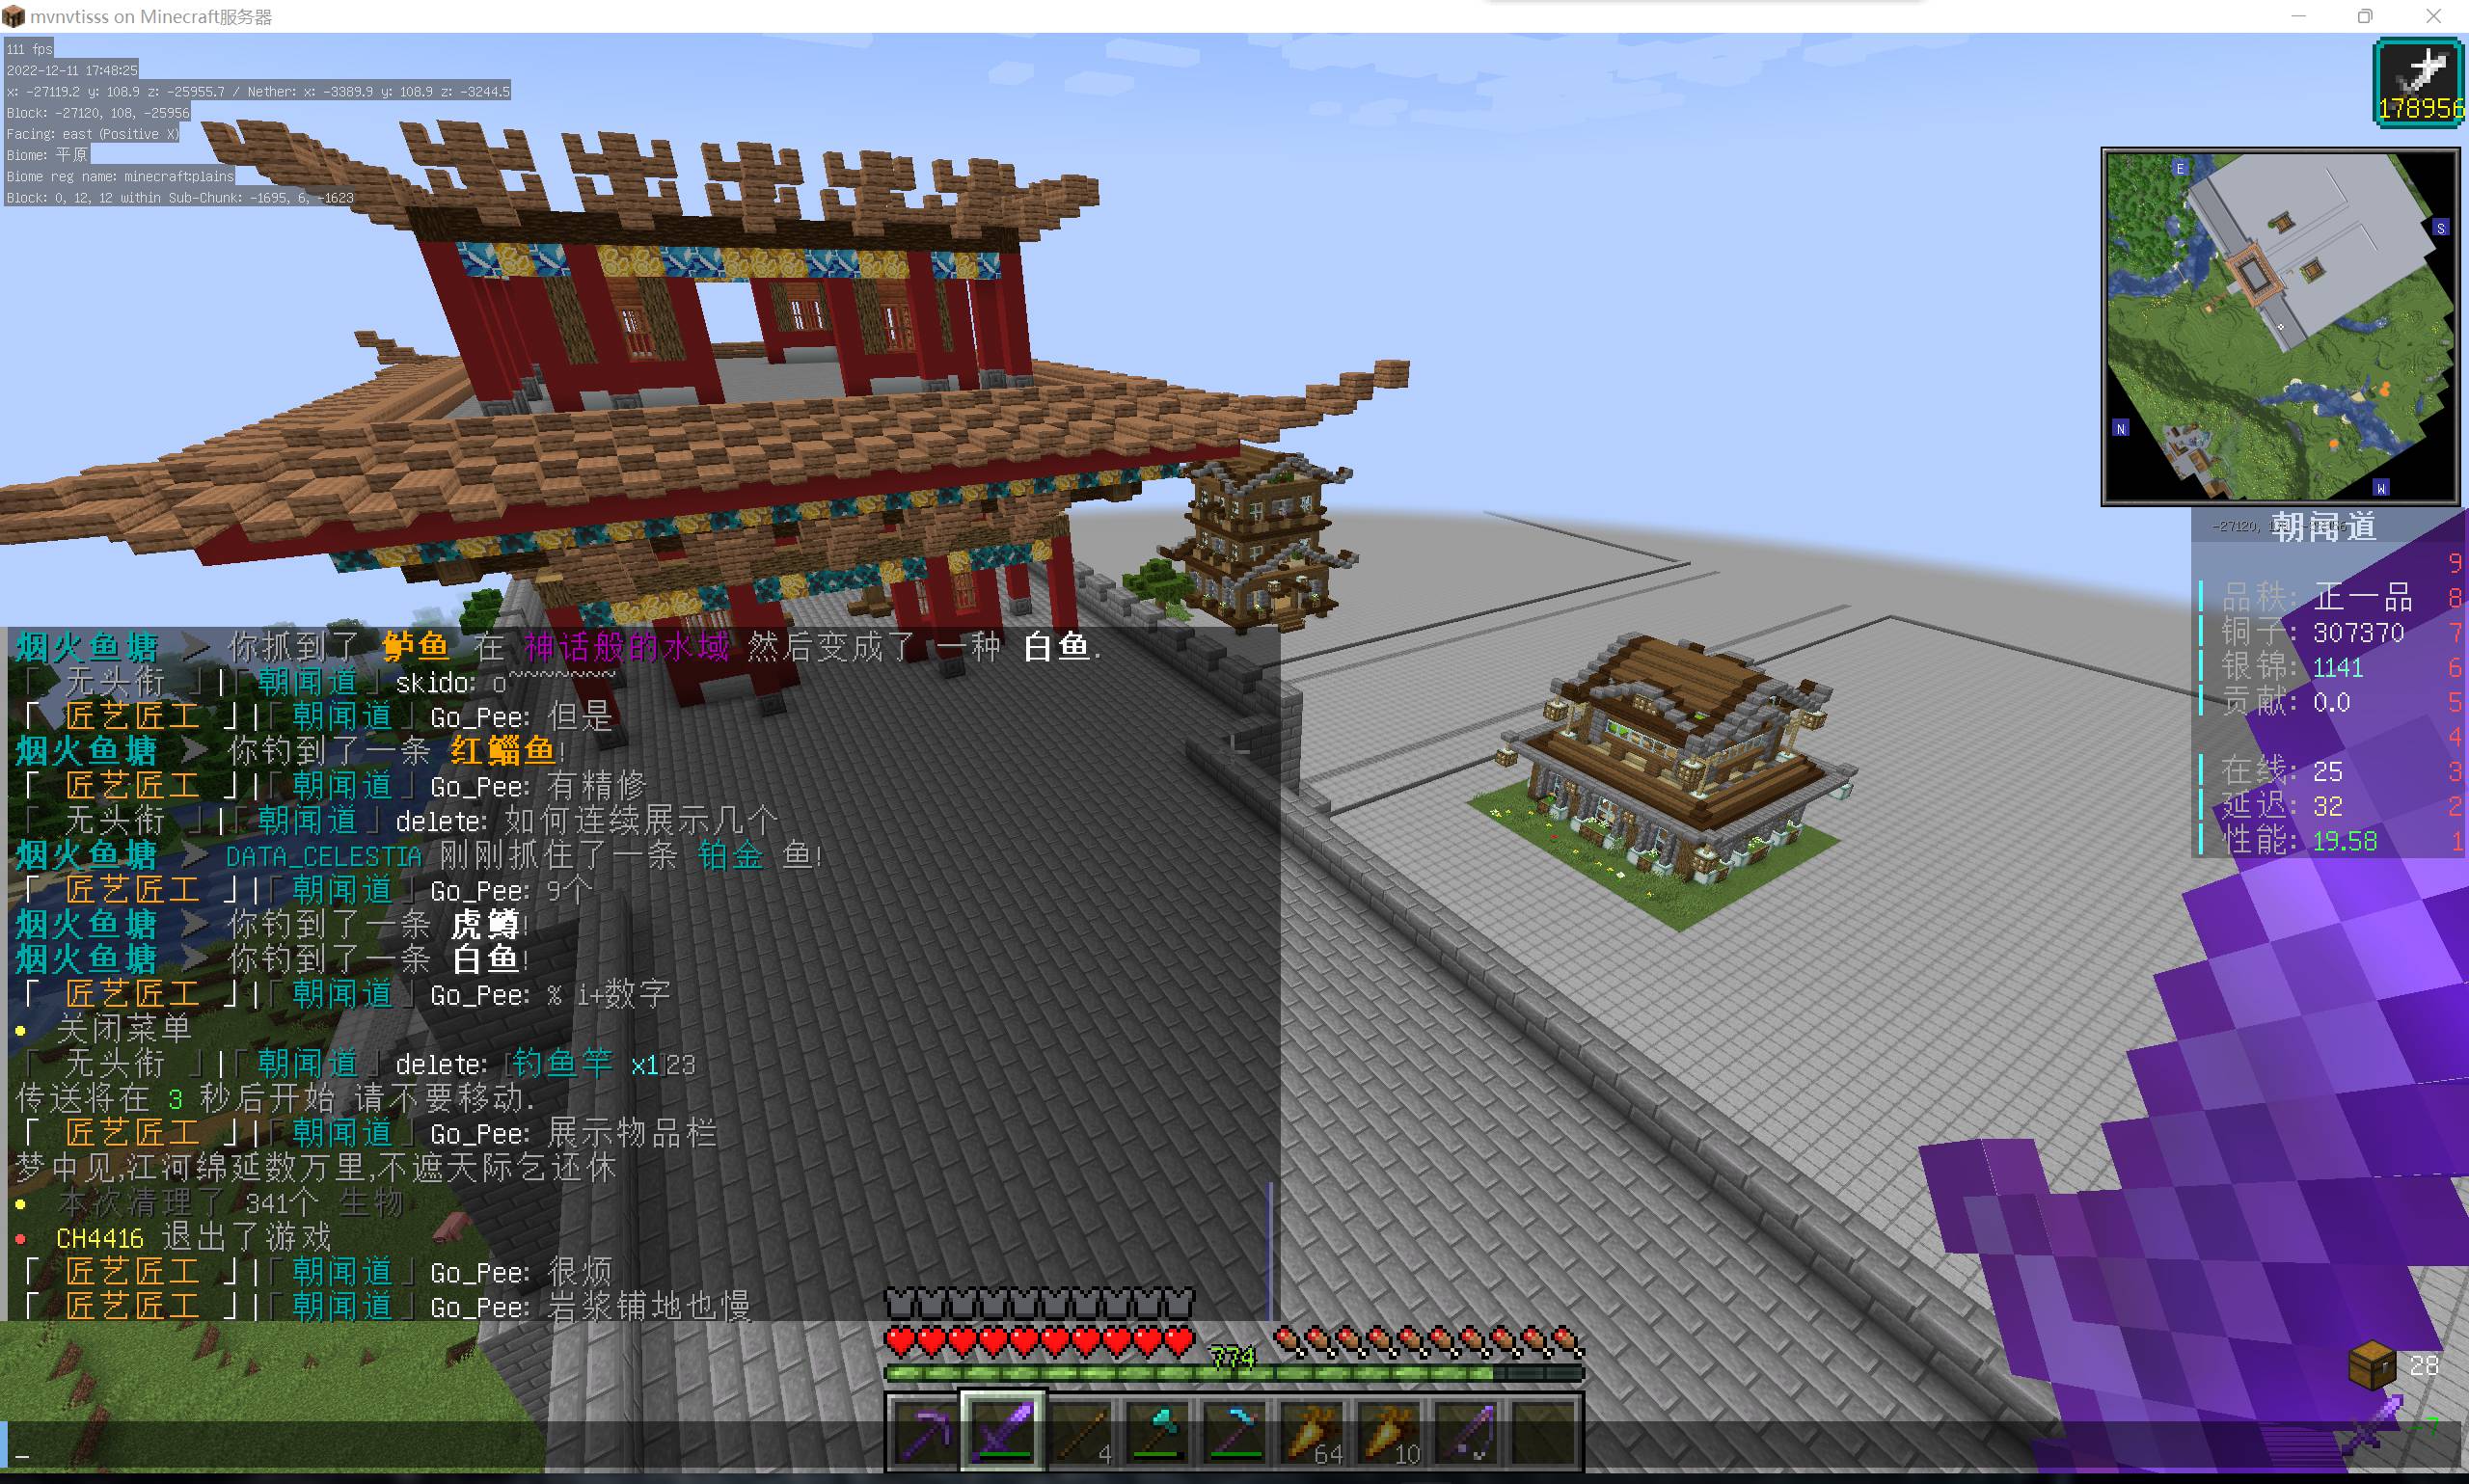 mvnvtisss on Minecraft服务器
111 fps
2022-12-11 17:48:25
x: -27119.2 y: 108.9 z: -25955.7 / Nether: x: -3389.9 y: 108.9 z: -3244.5
Block: -27120, 108, -25956
Facing: east (Positive X)
Biome: 平原
Biome reg name: minecraft:plains
Block: 0, 12, 12 within Sub-Chunk: -1695, 6, -1623
178956
E
S
N
W
朝闻道
9
品秩: 正一品 8
铜子: 307370 7
银锦: 1141 6
贡献: 0.0 5
4
在线: 25 3
延迟: 32 2
性能: 19.58 1
烟火鱼塘 > 你抓到了 鲈鱼 在 神话般的水域 然后变成了 一种 白鱼.
「 无头衔 」|「朝闻道」skido: o~~~~~~~~
「 匠艺匠工 」|「朝闻道」Go_Pee: 但是
烟火鱼塘 > 你钓到了一条 红鲻鱼!
「 匠艺匠工 」|「朝闻道」Go_Pee: 有精修
「 无头衔 」|「朝闻道」delete: 如何连续展示几个
烟火鱼塘 > DATA_CELESTIA 刚刚抓住了一条 铂金 鱼!
「 匠艺匠工 」|「朝闻道」Go_Pee: 9个
烟火鱼塘 > 你钓到了一条 虎鳟!
烟火鱼塘 > 你钓到了一条 白鱼!
「 匠艺匠工 」|「朝闻道」Go_Pee: % i+数字
• 关闭菜单
「 无头衔 」|「朝闻道」delete: [钓鱼竿 x1]23
传送将在 3 秒后开始 请不要移动.
「 匠艺匠工 」|「朝闻道」Go_Pee: 展示物品栏
梦中见,江河绵延数万里,不遮天际乞还休
• 本次清理了 341个 生物
• CH4416 退出了游戏
「 匠艺匠工 」|「朝闻道」Go_Pee: 很烦
「 匠艺匠工 」|「朝闻道」Go_Pee: 岩浆铺地也慢
774
28
4
64
10
_